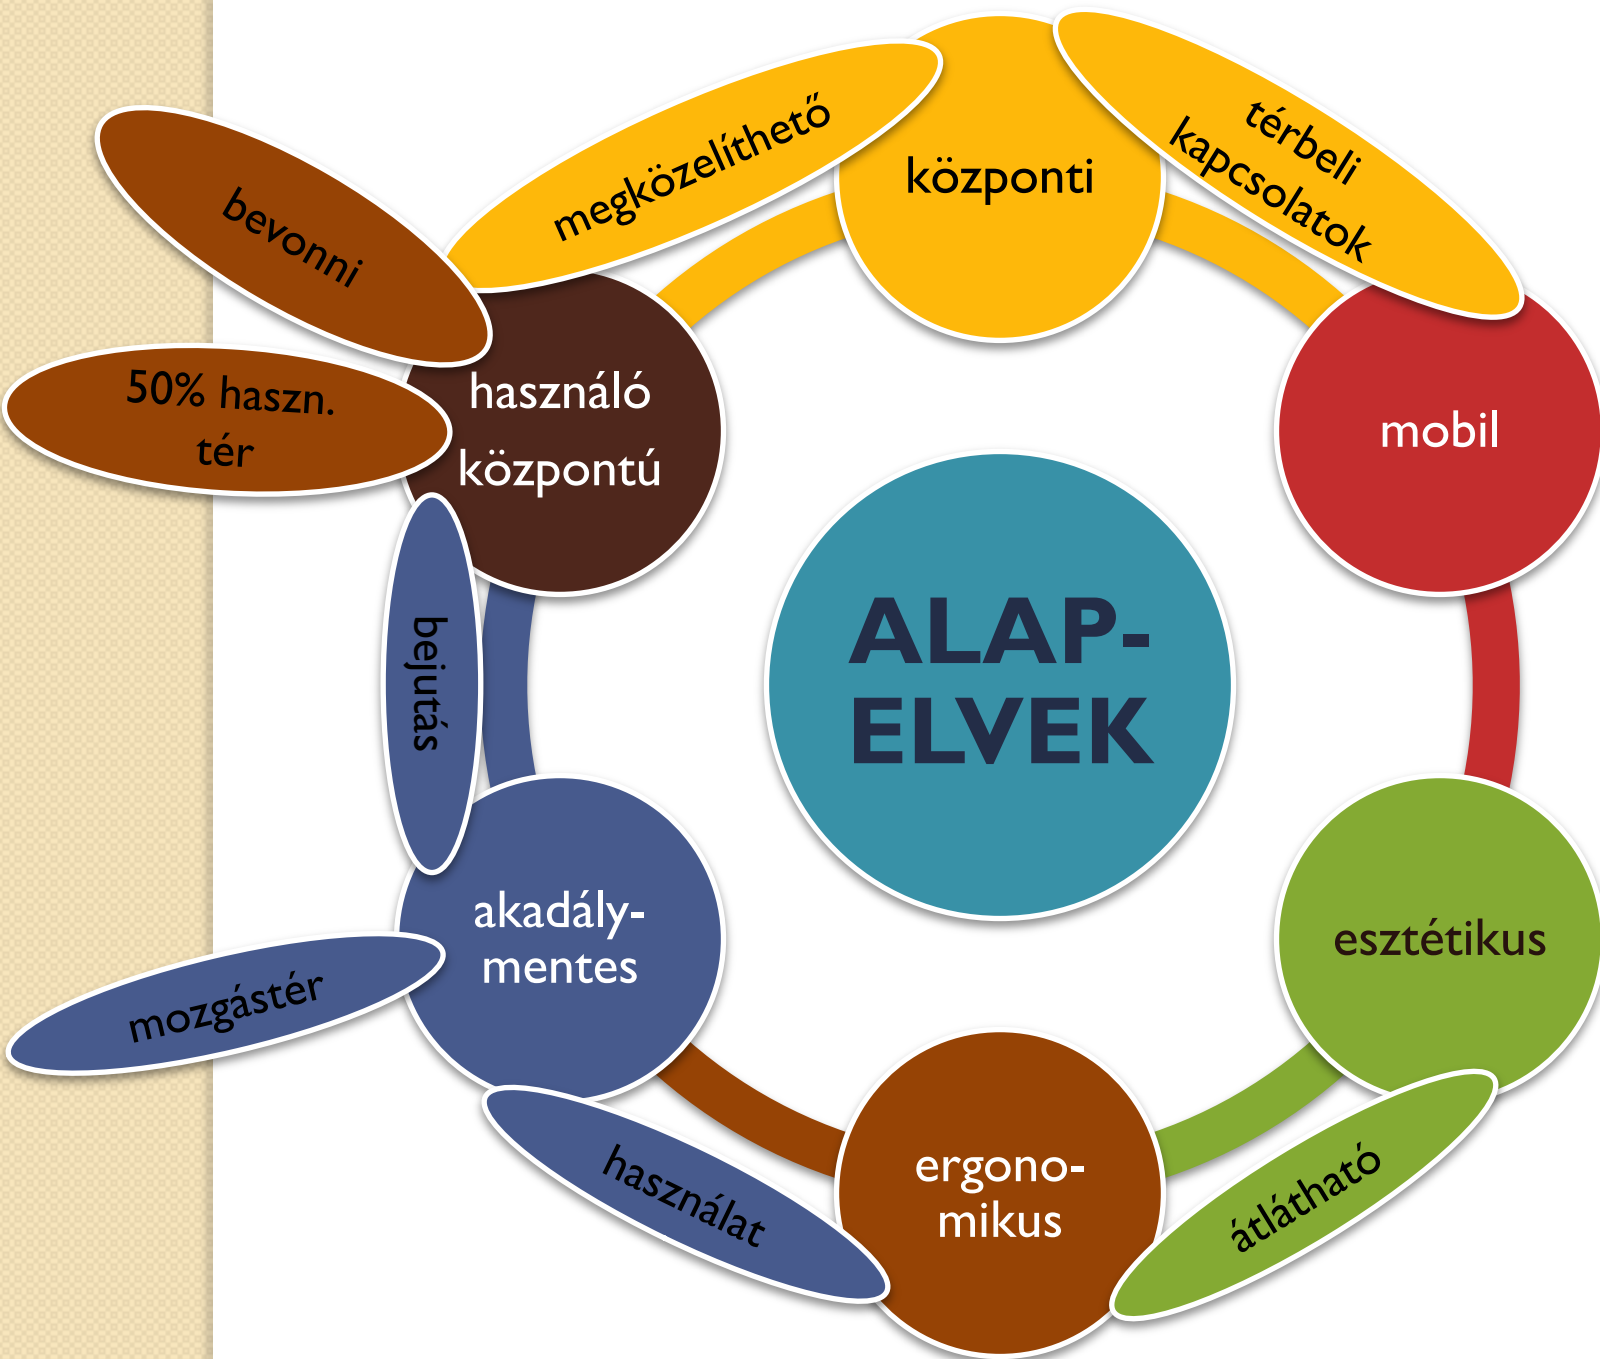 ALAP-
ELVEK
központi
megközelíthető
térbeli
kapcsolatok
mobil
esztétikus
átlátható
ergono-
mikus
akadály-
mentes
használat
mozgástér
bejutás
használó
központú
50% haszn.
tér
bevonni